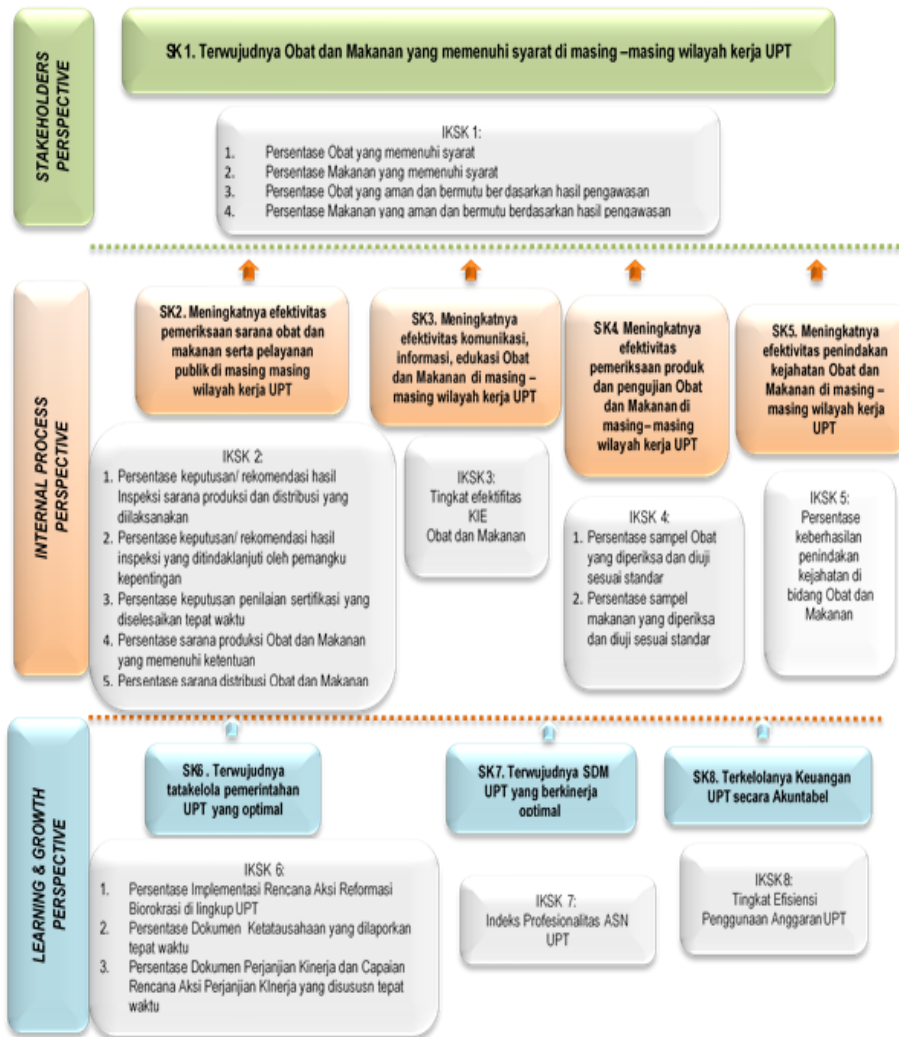 STAKEHOLDERS
PERSPECTIVE
SK 1. Terwujudnya Obat dan Makanan yang memenuhi syarat di masing –masing wilayah kerja UPT
IKSK 1:
1. Persentase Obat yang memenuhi syarat
2. Persentase Makanan yang memenuhi syarat
3. Persentase Obat yang aman dan bermutu berdasarkan hasil pengawasan
4. Persentase Makanan yang aman dan bermutu berdasarkan hasil pengawasan
INTERNAL PROCESS
PERSPECTIVE
SK2. Meningkatnya efektivitas
pemeriksaan sarana obat dan
makanan serta pelayanan
publik di masing masing
wilayah kerja UPT
IKSK 2:
1. Persentase keputusan/ rekomendasi hasil
Inspeksi sarana produksi dan distribusi yang
diilaksanakan
2. Persentase keputusan/ rekomendasi hasil
inspeksi yang ditindaklanjuti oleh pemangku
kepentingan
3. Persentase keputusan penilaian sertifikasi yang
diselesaikan tepat waktu
4. Persentase sarana produksi Obat dan Makanan
yang memenuhi ketentuan
5. Persentase sarana distribusi Obat dan Makanan
SK3. Meningkatnya
efektivitas komunikasi,
informasi, edukasi Obat
dan Makanan di masing –
masing wilayah kerja UPT
IKSK 3:
Tingkat efektifitas
KIE
Obat dan Makanan
SK4 Meningkatnya
efektivitas
pemeriksaan produk
dan pengujian Obat
dan Makanan di
masing– masing
wilayah kerja UPT
IKSK 4:
1. Persentase sampel Obat
yang diperiksa dan diuji
sesuai standar
2. Persentase sampel
makanan yang diperiksa
dan diuji sesuai standar
SK5. Meningkatnya
efektivitas penindakan
kejahatan Obat dan
Makanan di masing –
masing wilayah kerja
UPT
IKSK 5:
Persentase
keberhasilan
penindakan
kejahatan di
bidang Obat dan
Makanan
LEARNING & GROWTH
PERSPECTIVE
SK6 . Terwujudnya
tatakelola pemerintahan
UPT yang optimal
IKSK 6:
1. Persentase Implementasi Rencana Aksi Reformasi
Biorokrasi di lingkup UPT
2. Persentase Dokumen Ketatausahaan yang dilaporkan
tepat waktu
3. Persentase Dokumen Perjanjian Kinerja dan Capaian
Rencana Aksi Perjanjian KInerja yang disususn tepat
waktu
SK7. Terwujudnya SDM
UPT yang berkinerja
optimal
IKSK 7:
Indeks Profesionalitas ASN
UPT
SK8. Terkelolanya Keuangan
UPT secara Akuntabel
IKSK 8:
Tingkat Efisiensi
Penggunaan Anggaran UPT